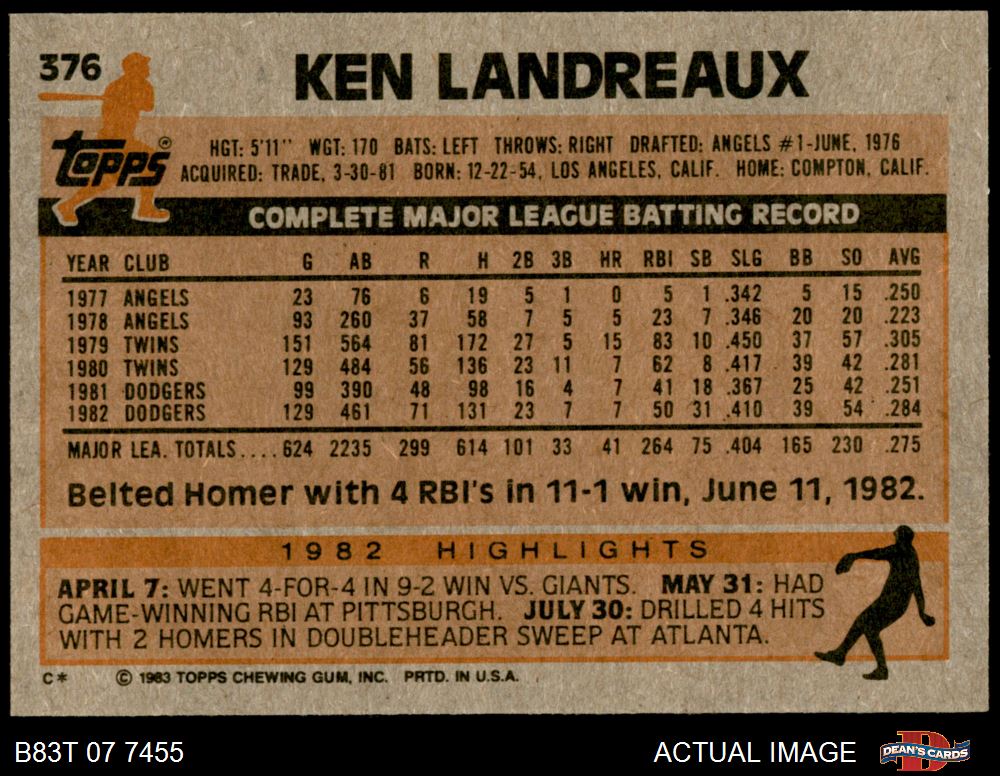 376
KEN LANDREAUX
topps®
HGT: 5'11" WGT: 170 BATS: LEFT THROWS: RIGHT DRAFTED: ANGELS #1-JUNE, 1976
ACQUIRED: TRADE, 3-30-81 BORN: 12-22-54, LOS ANGELES, CALIF. HOME: COMPTON, CALIF.
COMPLETE MAJOR LEAGUE BATTING RECORD
YEAR CLUB G AB R H 2B 3B HR RBI SB SLG BB SO AVG
1977 ANGELS 23 76 6 19 5 1 0 5 1 .342 5 15 .250
1978 ANGELS 93 260 37 58 7 5 5 23 7 .346 20 20 .223
1979 TWINS 151 564 81 172 27 5 15 83 10 .450 37 57 .305
1980 TWINS 129 484 56 136 23 11 7 62 8 .417 39 42 .281
1981 DODGERS 99 390 48 98 16 4 7 41 18 .367 25 42 .251
1982 DODGERS 129 461 71 131 23 7 7 50 31 .410 39 54 .284
MAJOR LEA. TOTALS....624 2235 299 614 101 33 41 264 75 .404 165 230 .275
Belted Homer with 4 RBI's in 11-1 win, June 11, 1982.
1982 HIGHLIGHTS
APRIL 7: WENT 4-FOR-4 IN 9-2 WIN VS. GIANTS. MAY 31: HAD
GAME-WINNING RBI AT PITTSBURGH. JULY 30: DRILLED 4 HITS
WITH 2 HOMERS IN DOUBLEHEADER SWEEP AT ATLANTA.
C* © 1983 TOPPS CHEWING GUM, INC. PRTD. IN U.S.A.
B83T 07 7455
ACTUAL IMAGE
D
DEAN'S CARDS